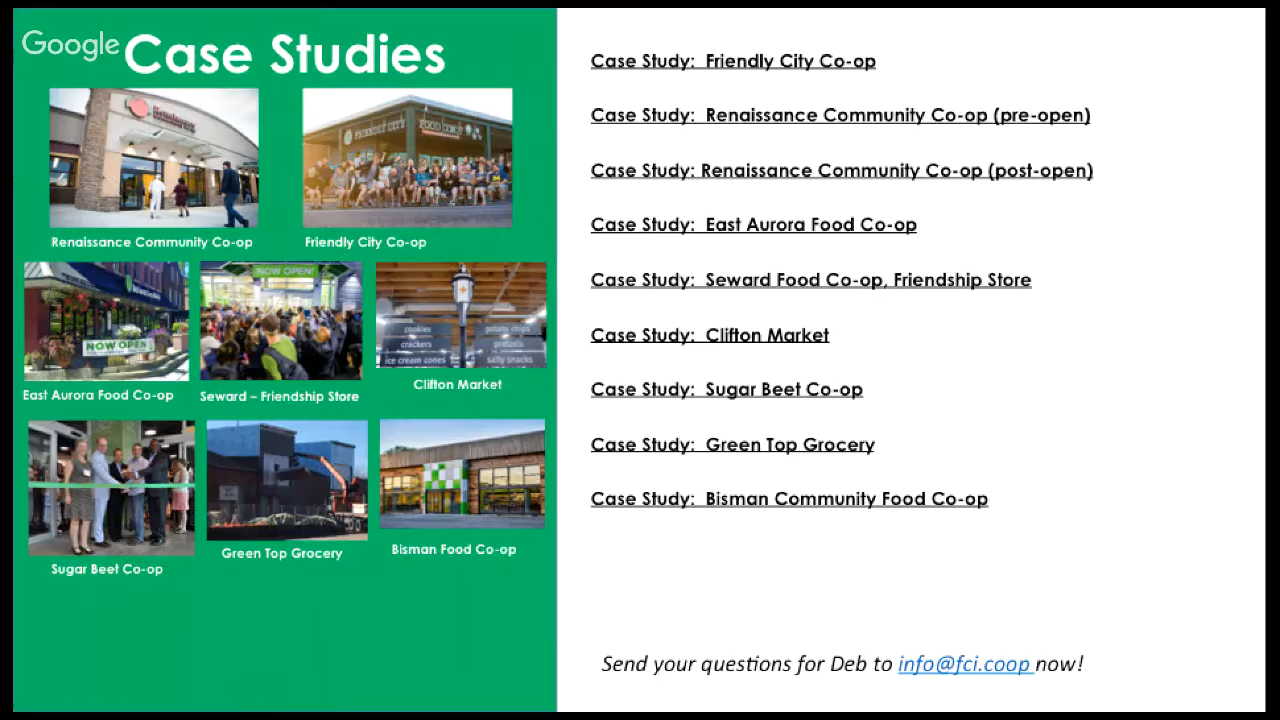 Google
Case Studies
Renaissance Community Co-op
FRIENDLY CITY
FOOD CO-OP
Friendly City Co-op
NOW OPEN
East Aurora Food Co-op
NOW OPEN!
Seward – Friendship Store
cookies
crackers
ice cream cones
potato chips
pretzels
salty snacks
Clifton Market
Sugar Beet Co-op
Green Top Grocery
Bisman Food Co-op
Case Study: Friendly City Co-op
Case Study: Renaissance Community Co-op (pre-open)
Case Study: Renaissance Community Co-op (post-open)
Case Study: East Aurora Food Co-op
Case Study: Seward Food Co-op, Friendship Store
Case Study: Clifton Market
Case Study: Sugar Beet Co-op
Case Study: Green Top Grocery
Case Study: Bisman Community Food Co-op
Send your questions for Deb to info@fci.coop now!